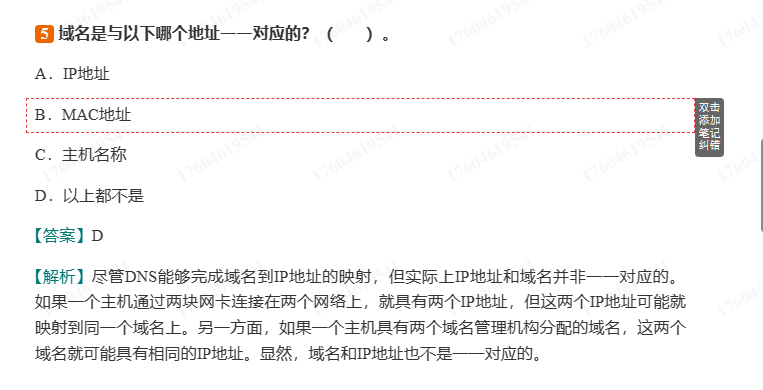 5 域名是与以下哪个地址一一对应的？（　　）。
A．IP地址
B．MAC地址
双击
添加
笔记
纠错
C．主机名称
D．以上都不是
【答案】D
【解析】尽管DNS能够完成域名到IP地址的映射，但实际上IP地址和域名并非一一对应的。
如果一个主机通过两块网卡连接在两个网络上，就具有两个IP地址，但这两个IP地址可能就
映射到同一个域名上。另一方面，如果一个主机具有两个域名管理机构分配的域名，这两个
域名就可能具有相同的IP地址。显然，域名和IP地址也不是一一对应的。